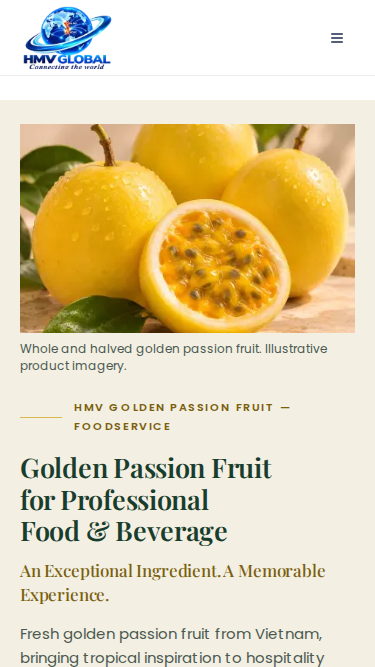 HMV GLOBAL
Connecting the world
Whole and halved golden passion fruit. Illustrative
product imagery.
HMV GOLDEN PASSION FRUIT —
FOODSERVICE
Golden Passion Fruit
for Professional
Food & Beverage
An Exceptional Ingredient. A Memorable
Experience.
Fresh golden passion fruit from Vietnam,
bringing tropical inspiration to hospitality